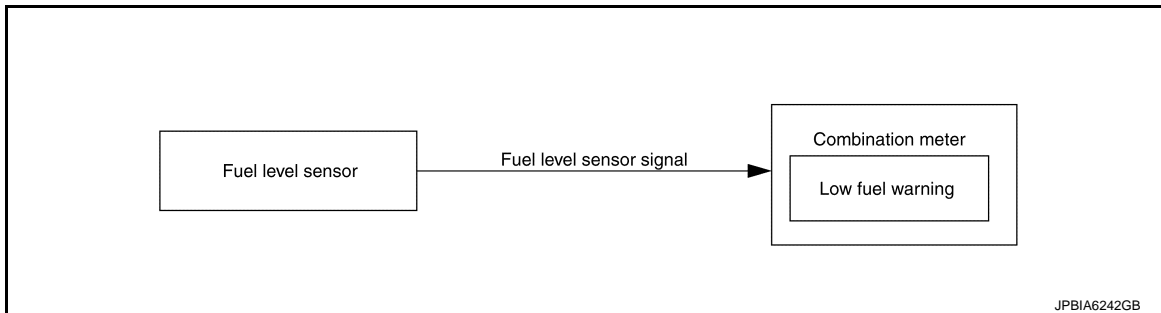 Fuel level sensor
Fuel level sensor signal
Combination meter
Low fuel warning
JPBIA6242GB